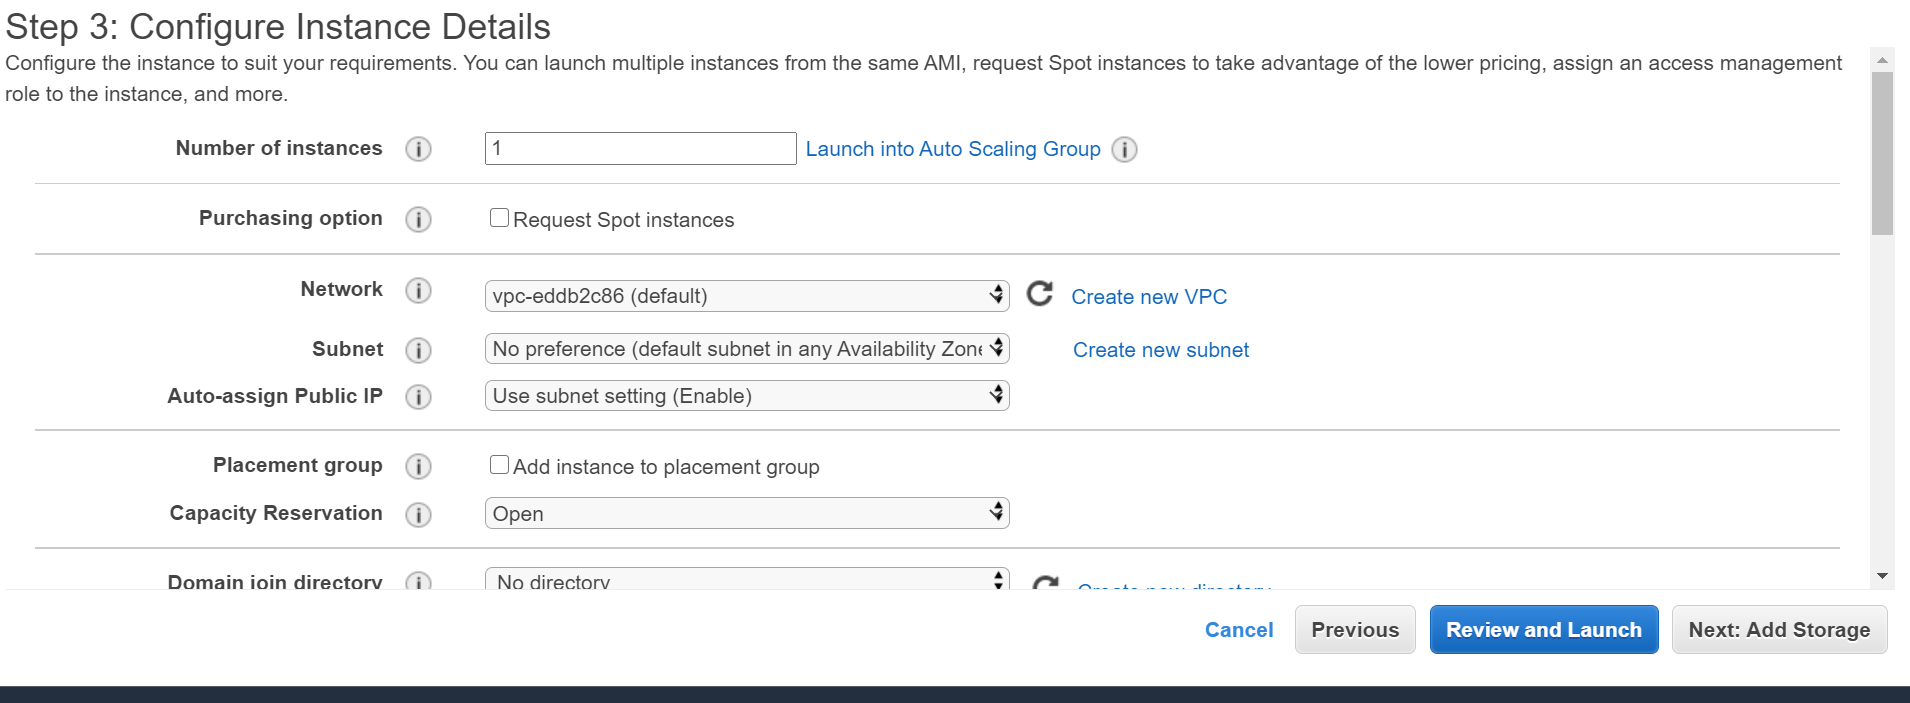 Step 3: Configure Instance Details
Configure the instance to suit your requirements. You can launch multiple instances from the same AMI, request Spot instances to take advantage of the lower pricing, assign an access management
role to the instance, and more.
Number of instances 1 Launch into Auto Scaling Group
Purchasing option Request Spot instances
Network vpc-eddb2c86 (default) Create new VPC
Subnet No preference (default subnet in any Availability Zone Create new subnet
Auto-assign Public IP Use subnet setting (Enable)
Placement group Add instance to placement group
Capacity Reservation Open
Domain join directory No directory Create new directory
Cancel Previous Review and Launch Next: Add Storage